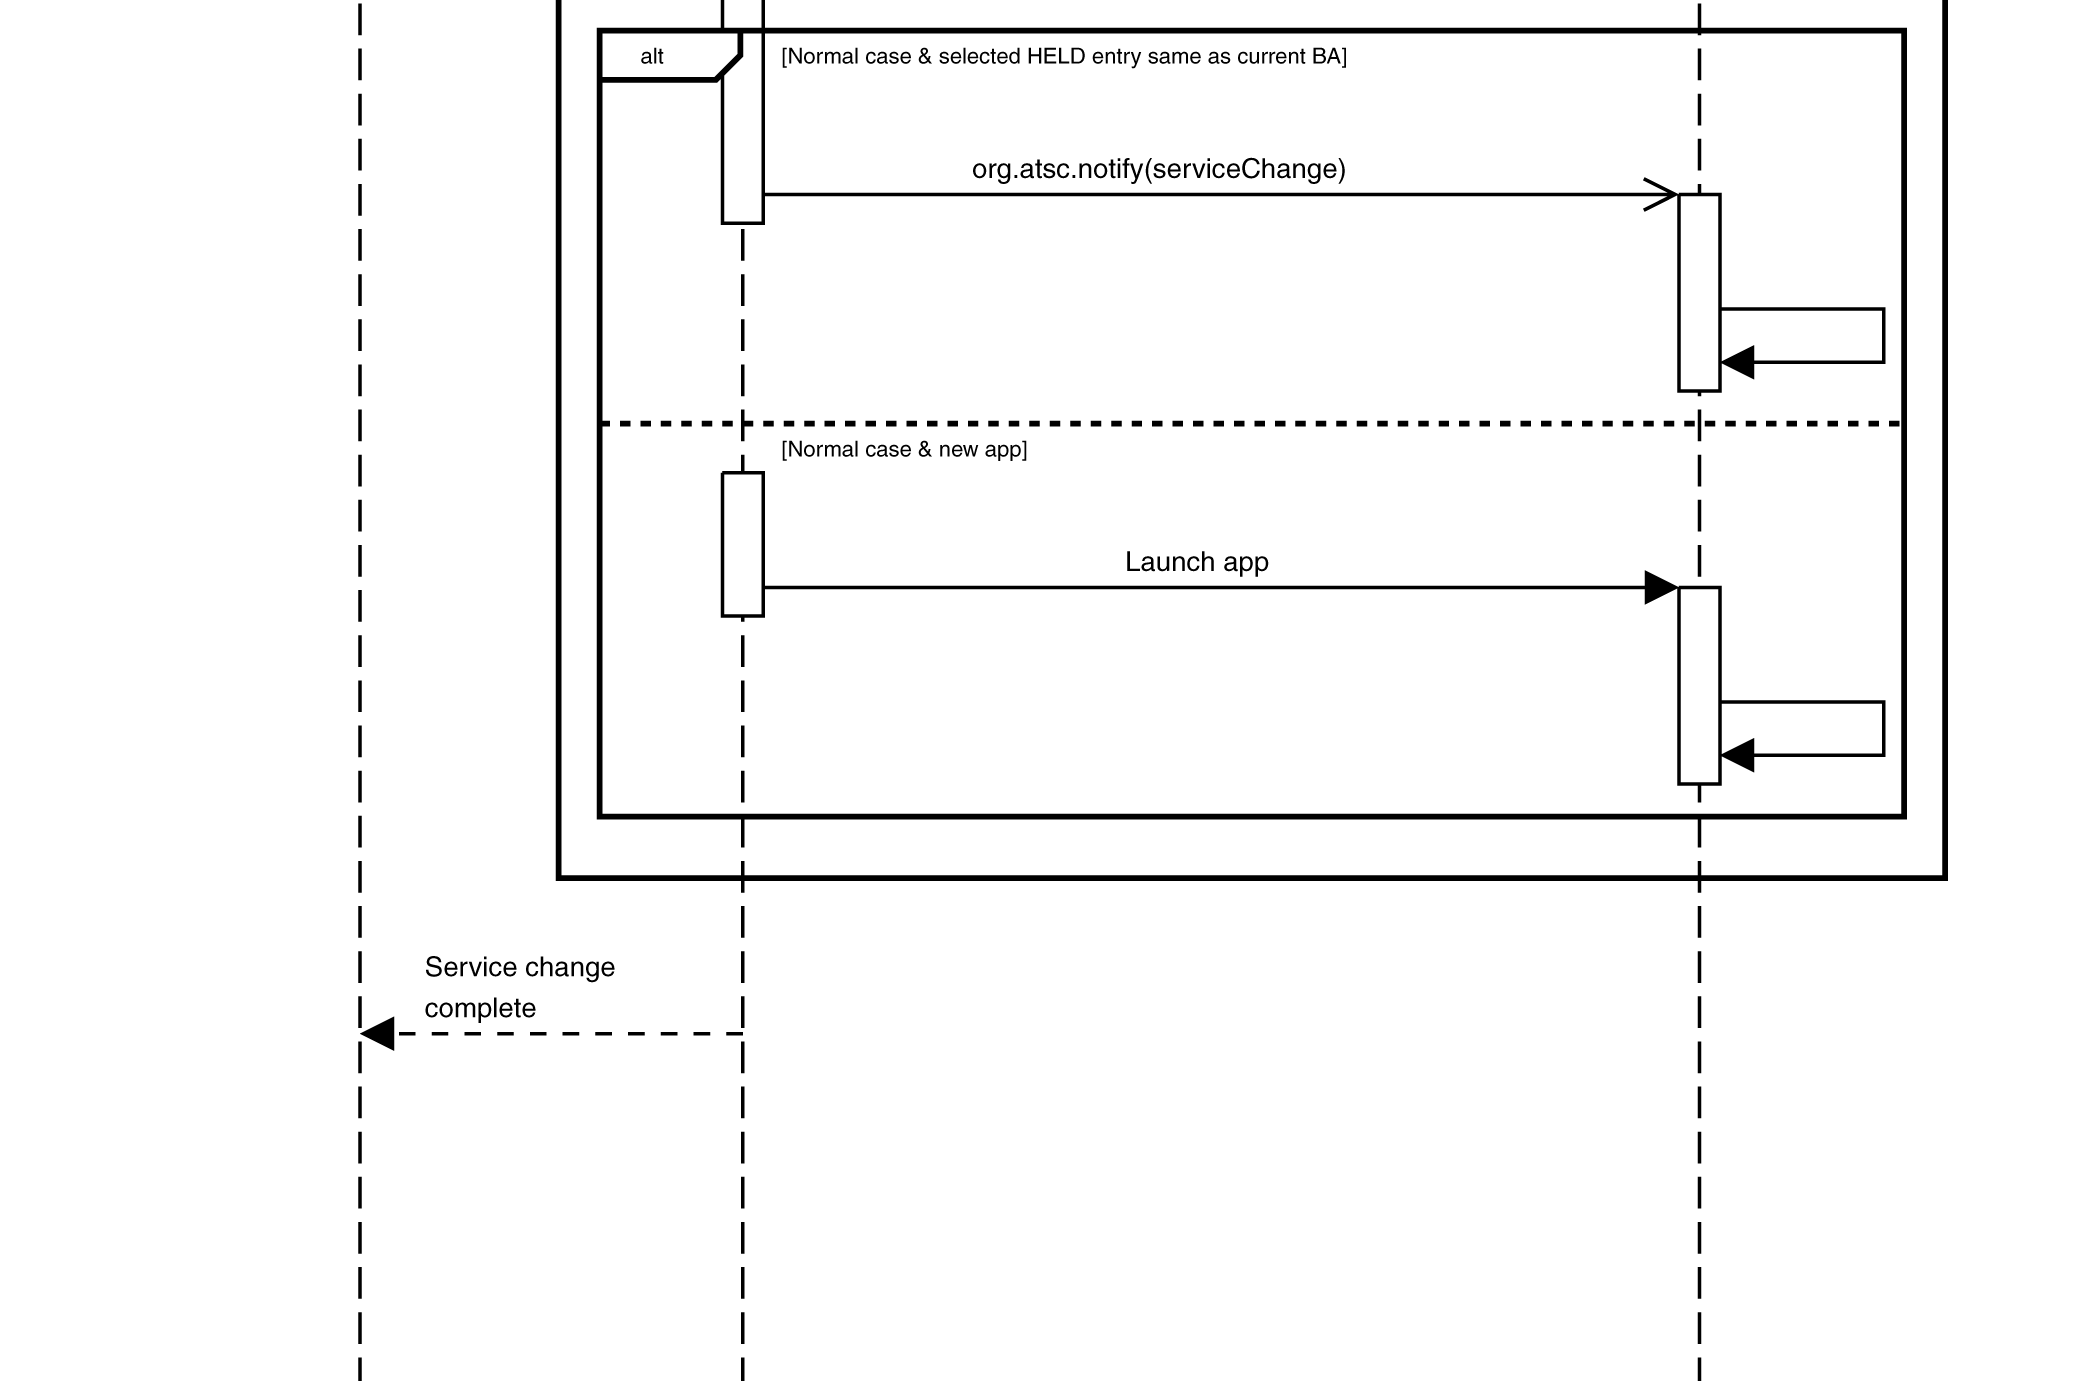 alt
[Normal case & selected HELD entry same as current BA]
org.atsc.notify(serviceChange)
[Normal case & new app]
Launch app
Service change
complete